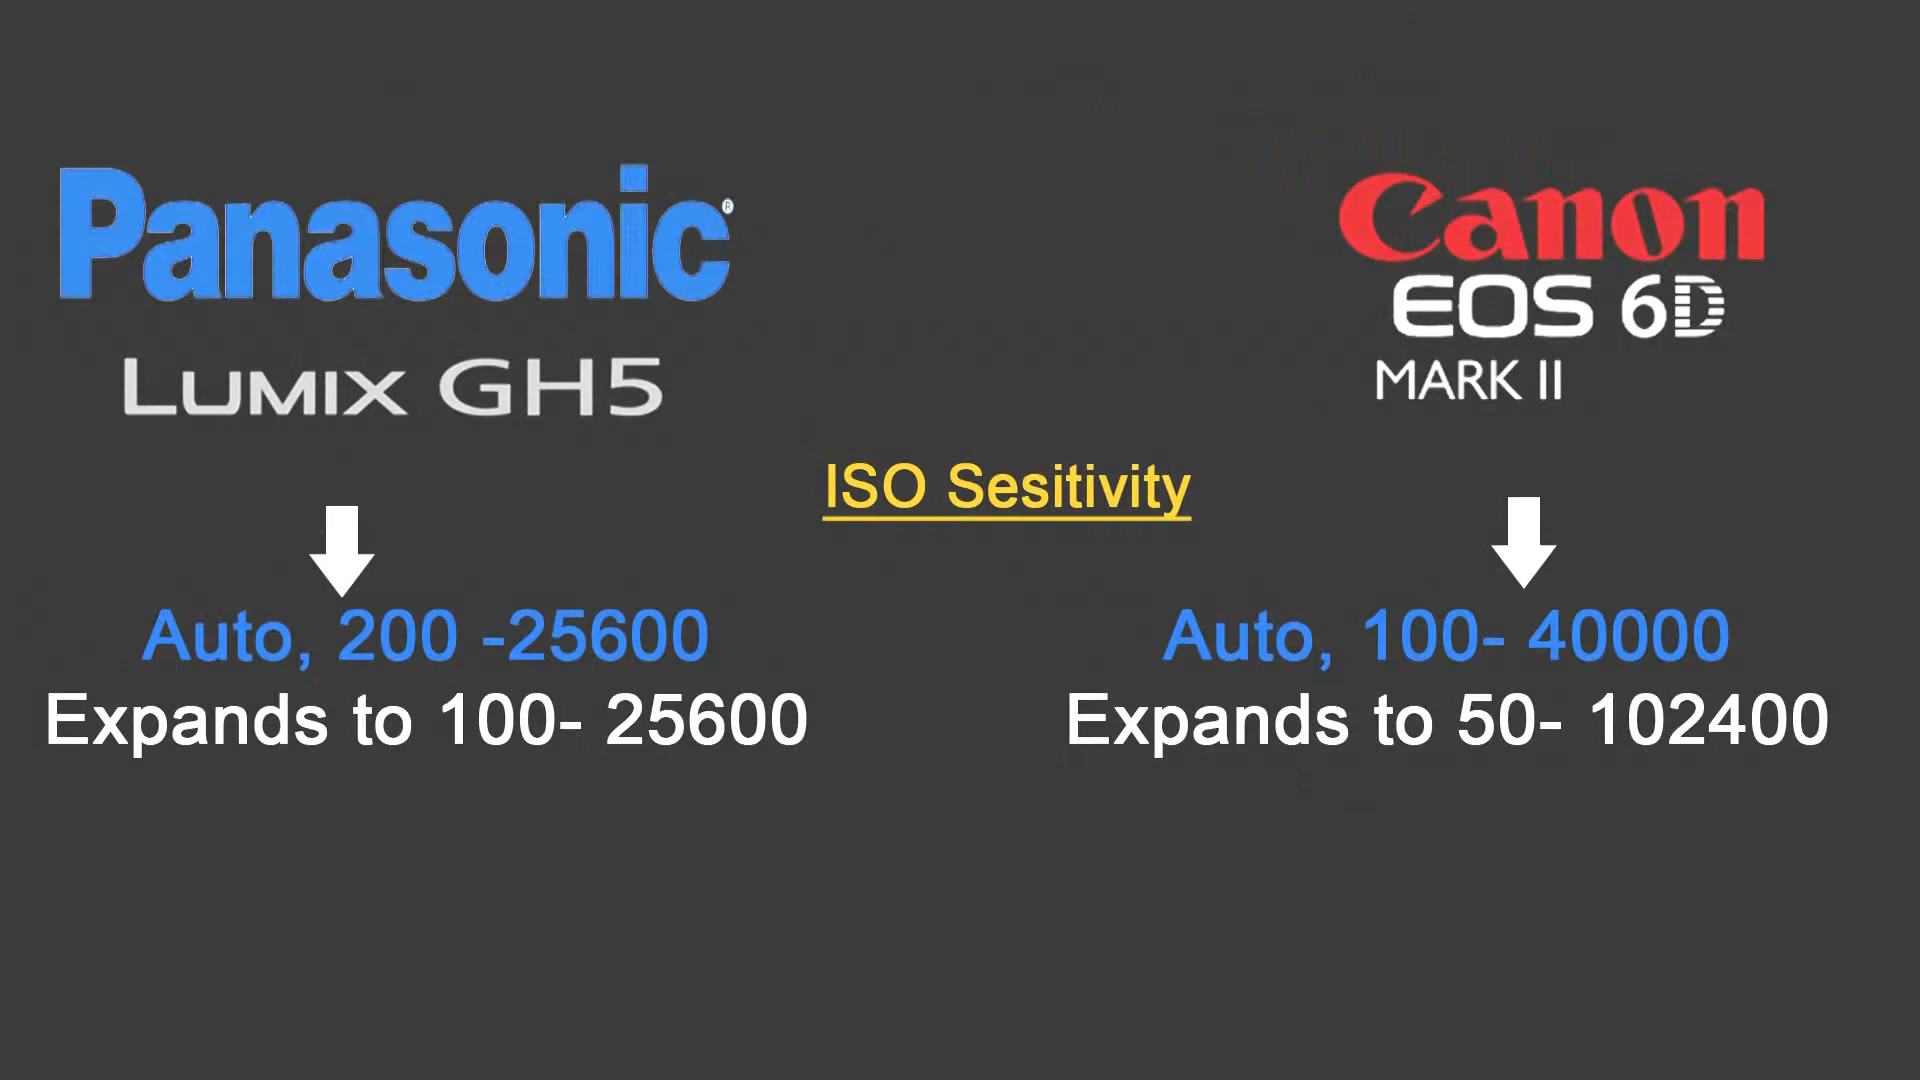 Panasonic®
LUMIX GH5
Canon
EOS 6D
MARK II
ISO Sesitivity
Auto, 200 -25600
Expands to 100- 25600
Auto, 100- 40000
Expands to 50- 102400